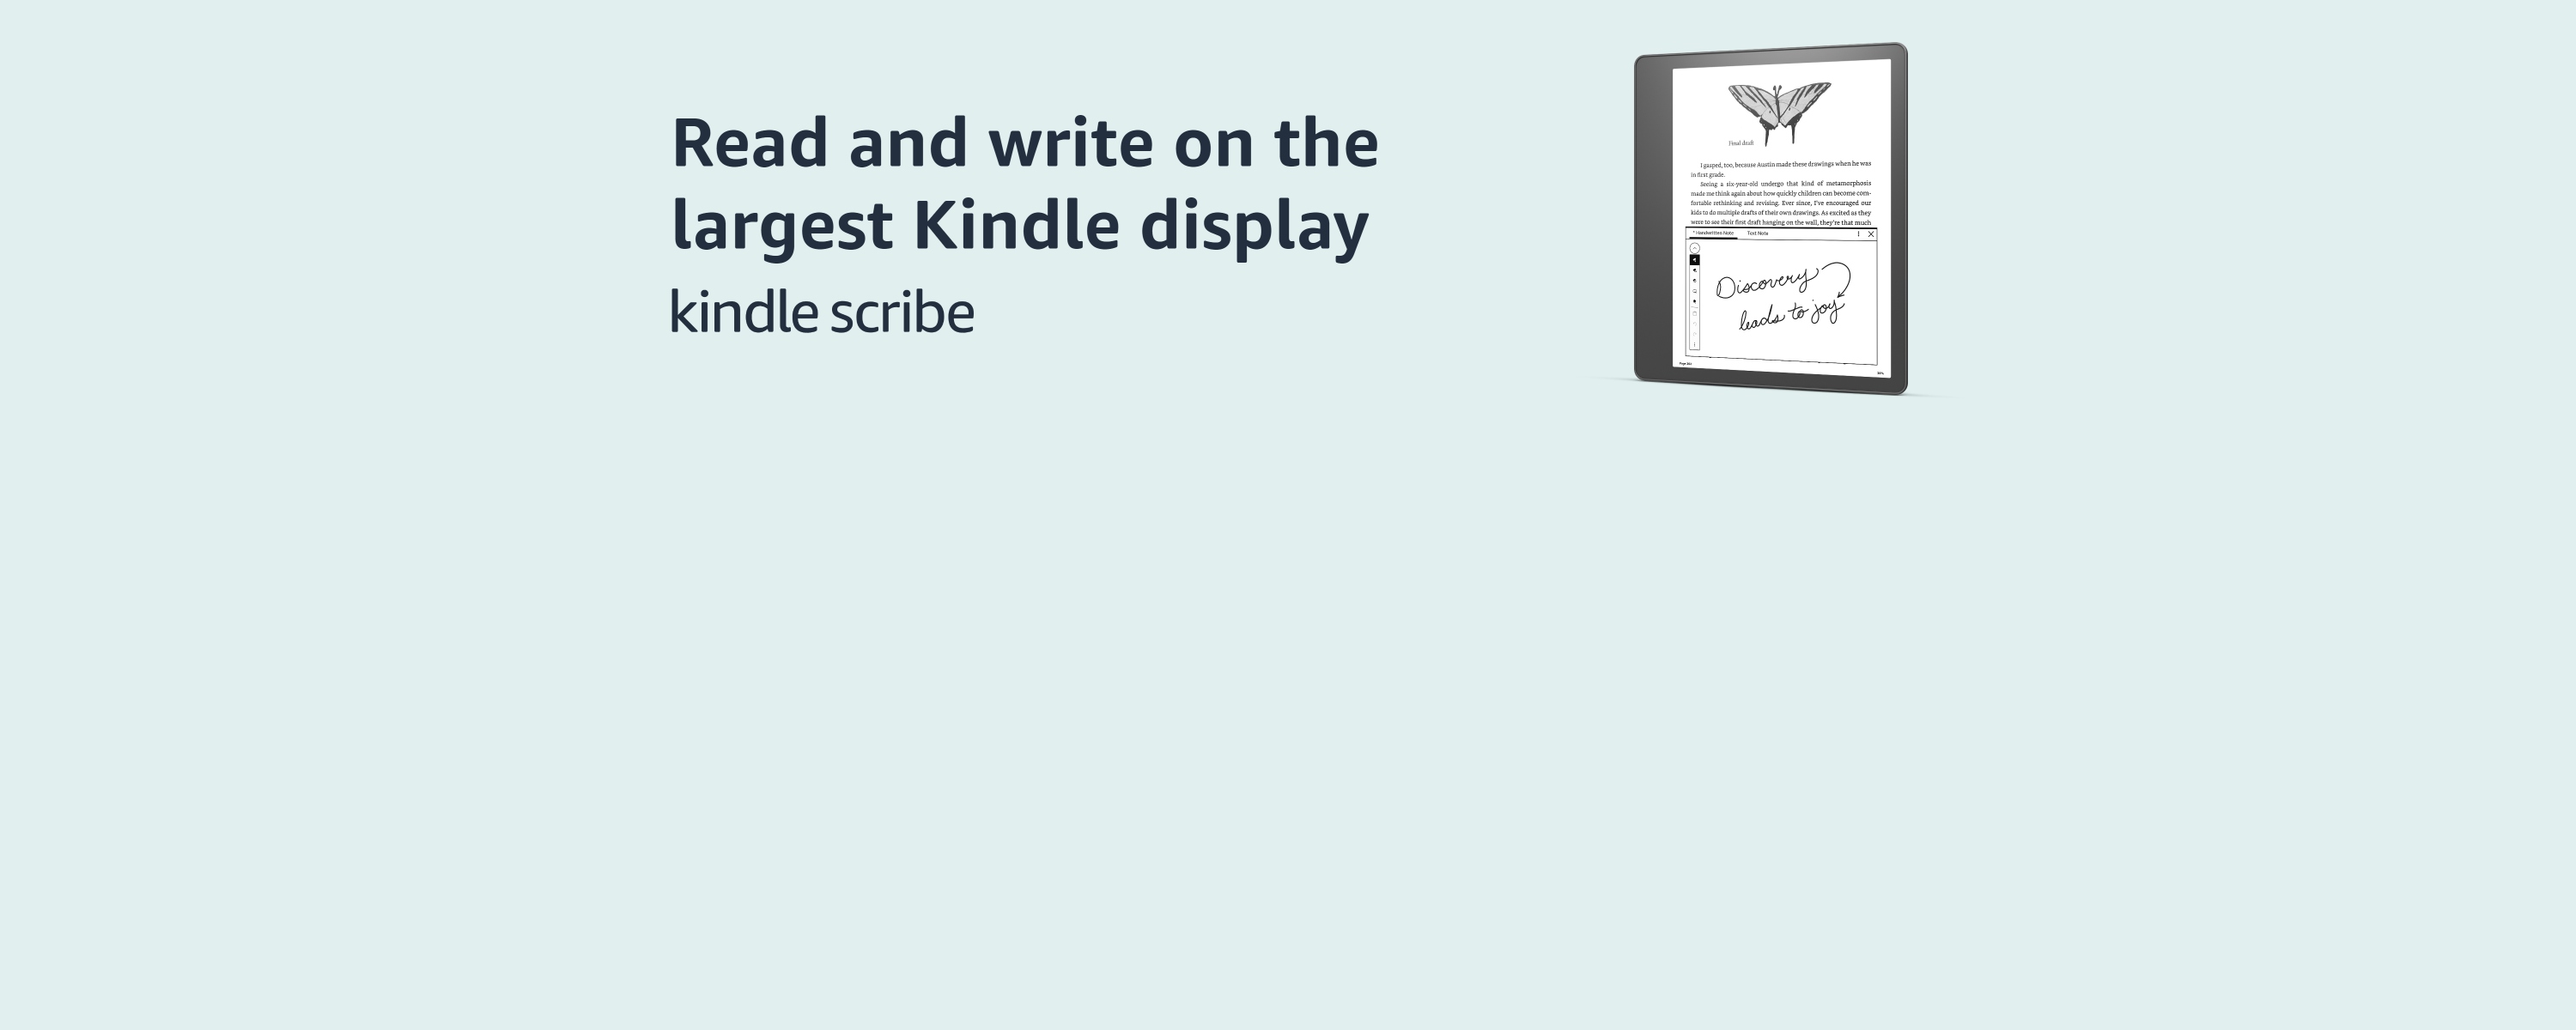 Read and write on the
largest Kindle display
kindle scribe
Final draft
I gasped, too, because Austin made these drawings when he was
in first grade.
Seeing a six-year-old undergo that kind of metamorphosis
made me think again about how quickly children can become com-
fortable rethinking and revising. Ever since, I've encouraged our
kids to do multiple drafts of their own drawings. As excited as they
were to see their first draft hanging on the wall, they're that much
Handwritten Note Text Note
Discovery
leads to joy